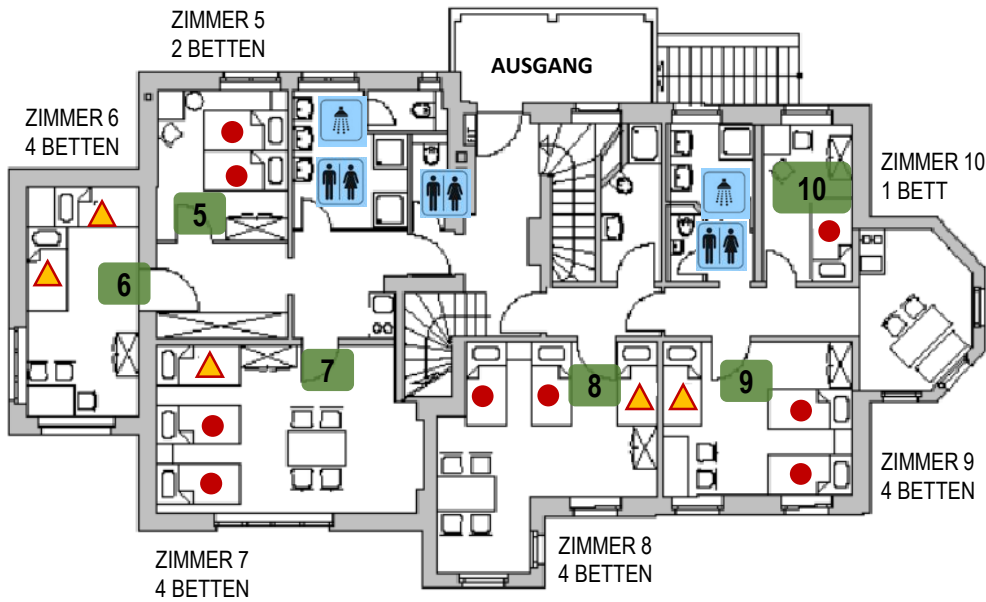 ZIMMER 5
2 BETTEN
AUSGANG
ZIMMER 6
4 BETTEN
ZIMMER 10
1 BETT
5
6
7
8
9
10
ZIMMER 9
4 BETTEN
ZIMMER 7
4 BETTEN
ZIMMER 8
4 BETTEN